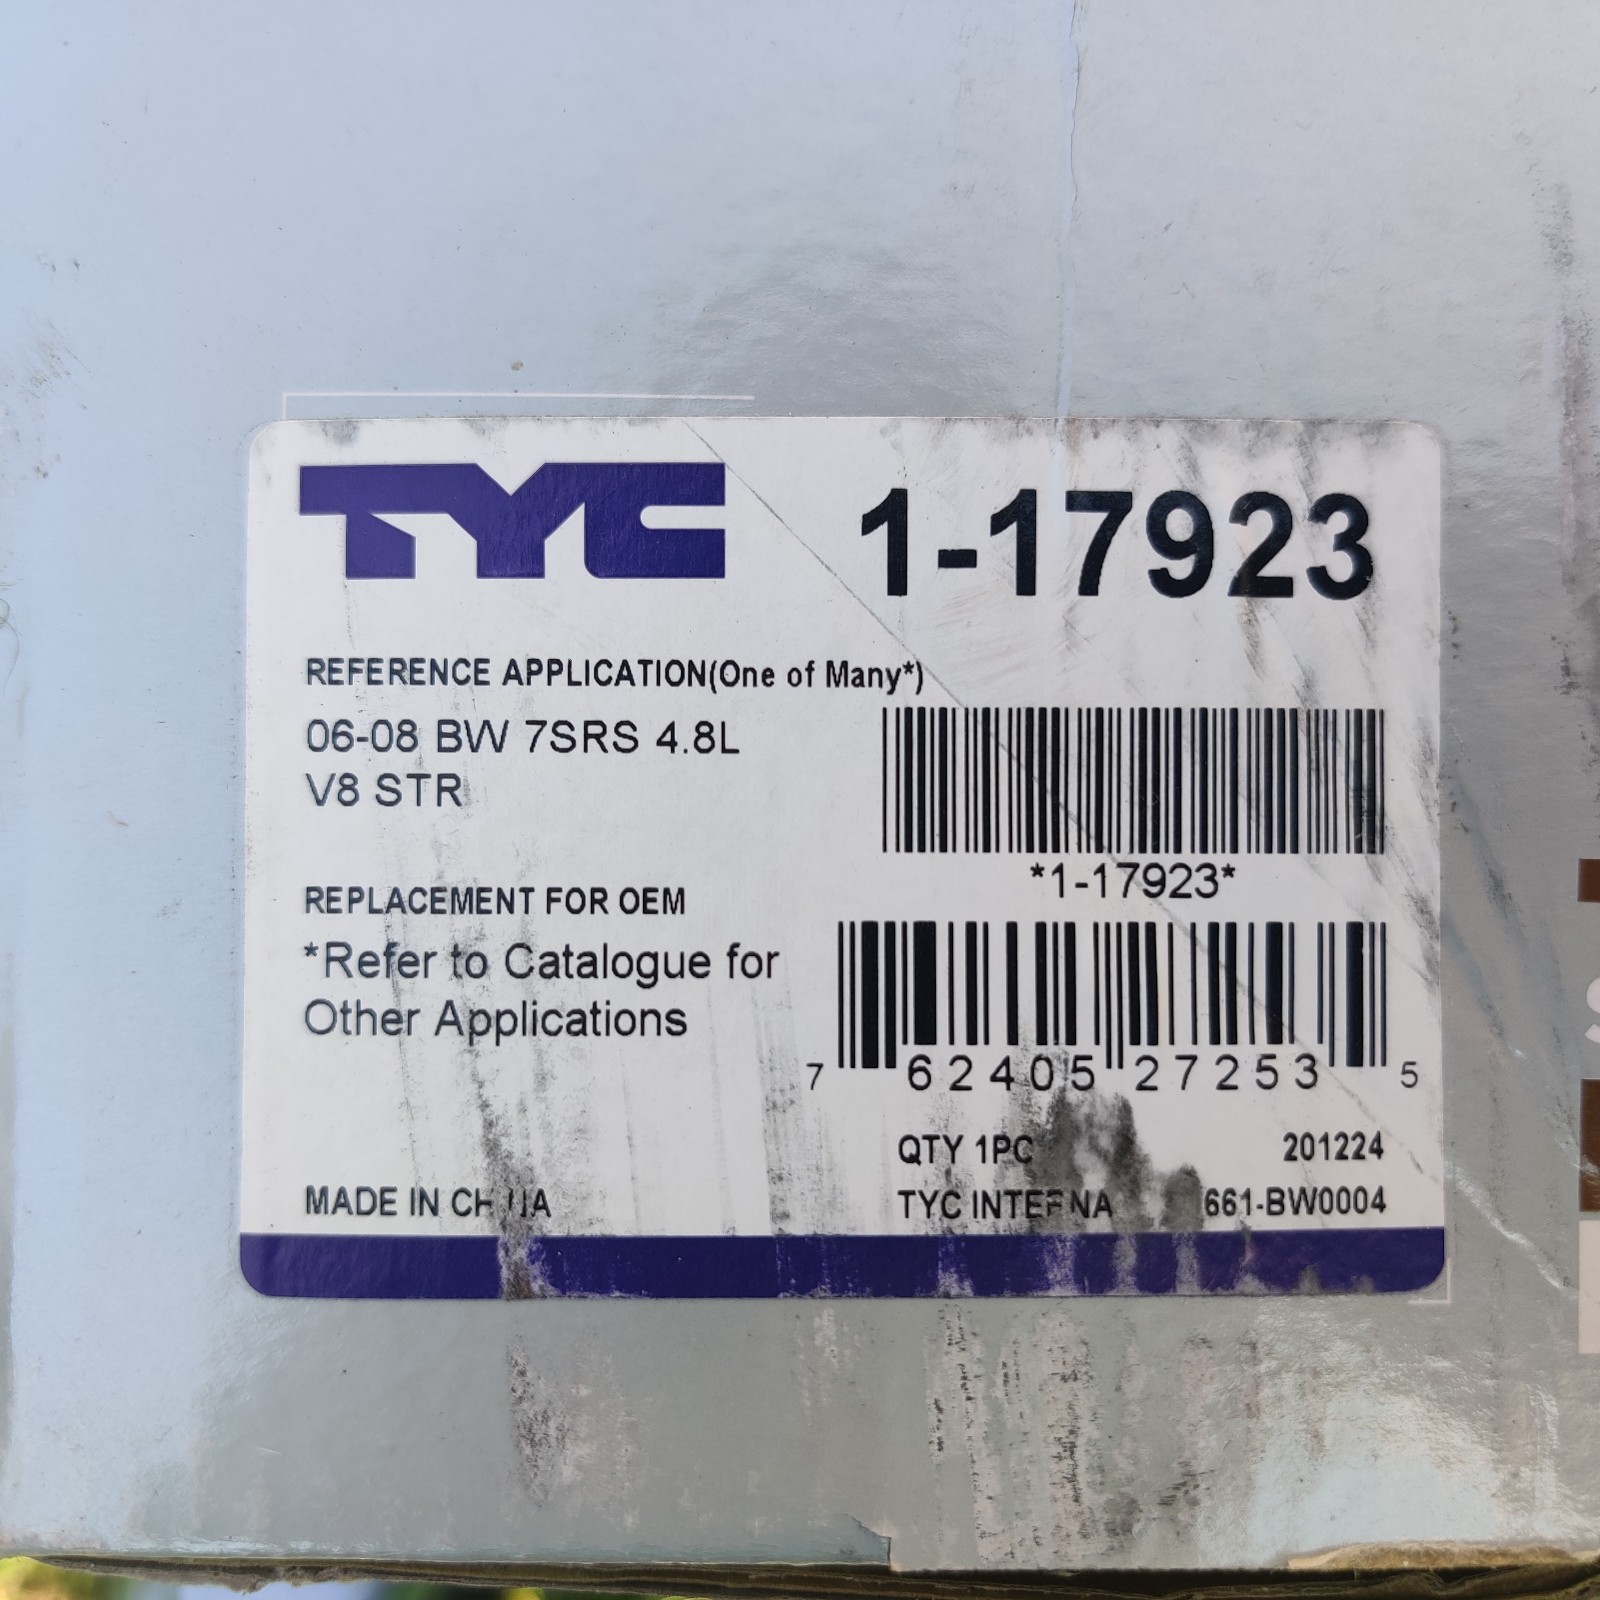 TYC
1-17923
REFERENCE APPLICATION(One of Many*)
06-08 BW 7SRS 4.8L
V8 STR
*1-17923*
REPLACEMENT FOR OEM
*Refer to Catalogue for
Other Applications
7 62405 27253 5
QTY 1PC 201224
MADE IN CHINA
TYC INTERNA 661-BW0004